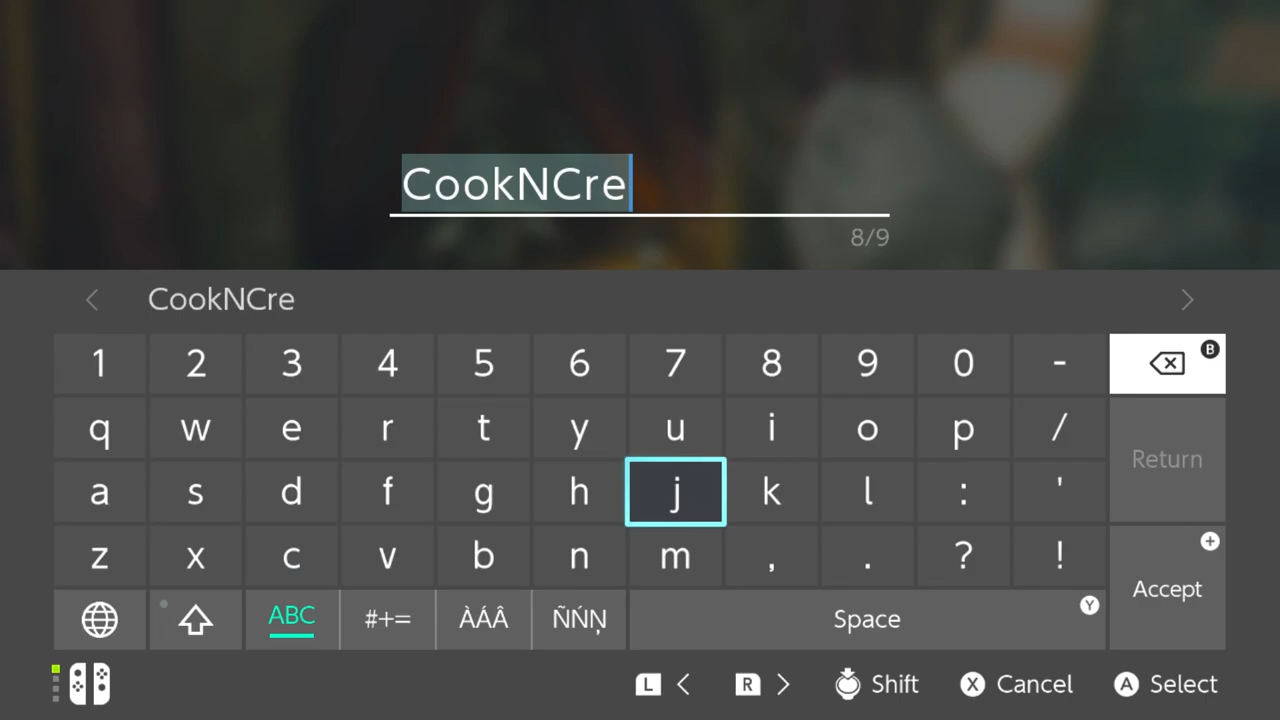 CookNCre
8/9
CookNCre
1 2 3 4 5 6 7 8 9 0 - B
q w e r t y u i o p / Return
a s d f g h j k l : '
z x c v b n m , . ? ! + Accept
ABC #+= ÀÁÂ ÑŃŅ Space Y
L R Shift X Cancel A Select